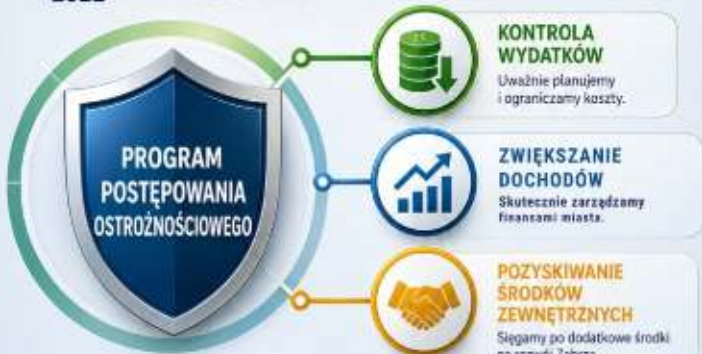 PROGRAM
POSTĘPOWANIA
OSTROŻNOŚCIOWEGO
KONTROLA
WYDATKÓW
Uważnie planujemy
i ograniczamy koszty.
ZWIĘKSZANIE
DOCHODÓW
Skutecznie zarządzamy
finansami miasta.
POZYSKIWANIE
ŚRODKÓW
ZEWNĘTRZNYCH
Sięgamy po dodatkowe środki